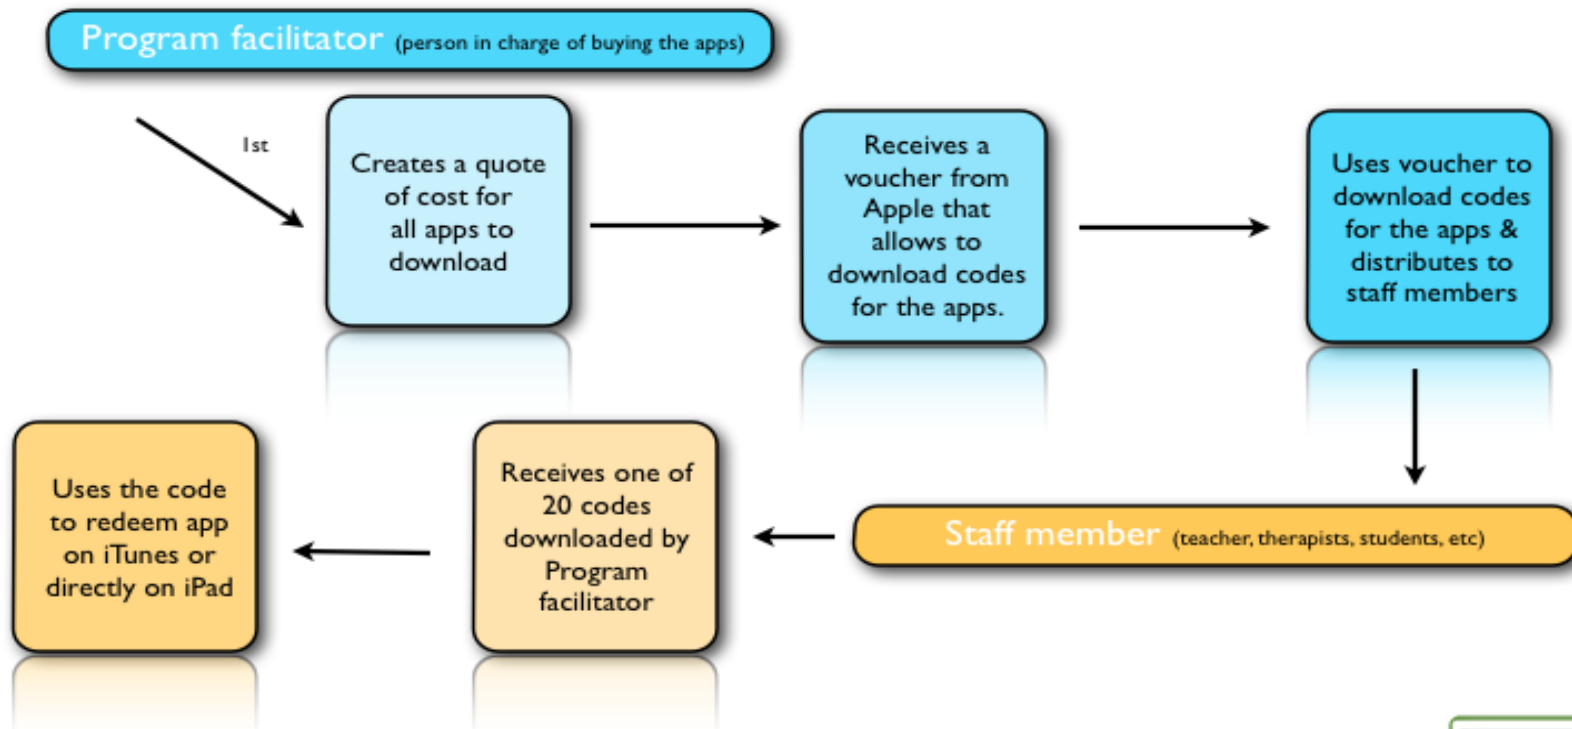 Program facilitator (person in charge of buying the apps)
1st
Creates a quote
of cost for
all apps to
download
Receives a
voucher from
Apple that
allows to
download codes
for the apps.
Uses voucher to
download codes
for the apps &
distributes to
staff members
Staff member (teacher, therapists, students, etc)
Receives one of
20 codes
downloaded by
Program
facilitator
Uses the code
to redeem app
on iTunes or
directly on iPad